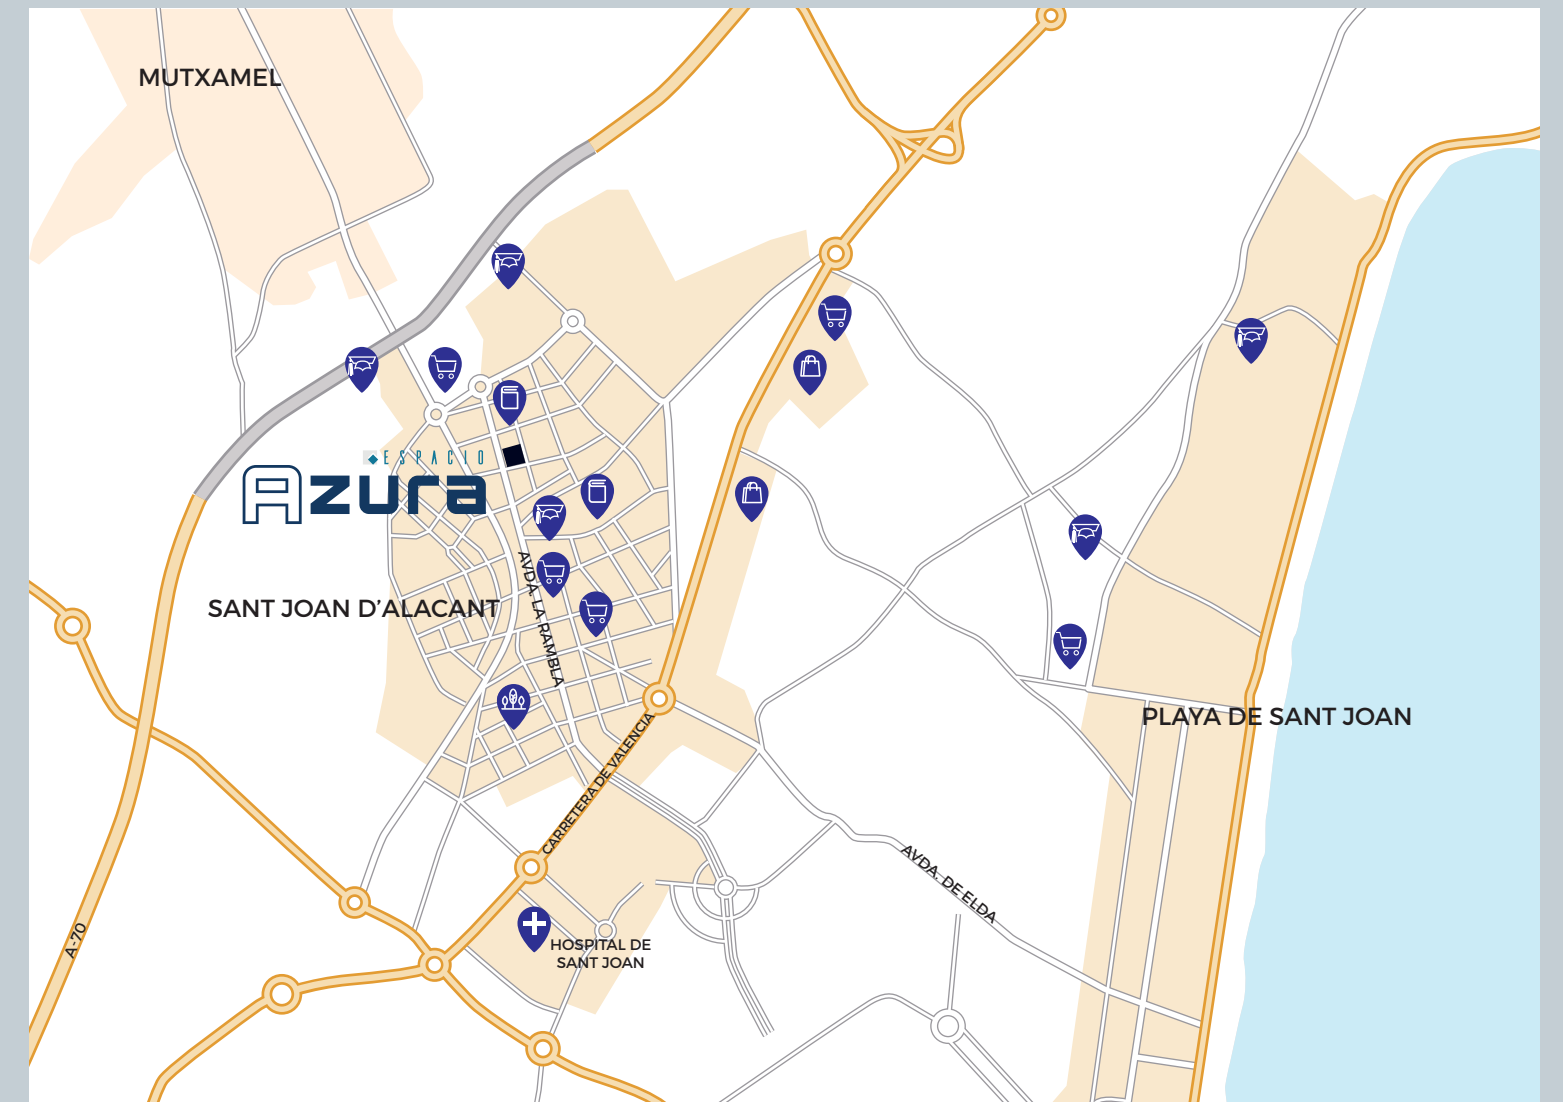 MUTXAMEL
ESPACIO
Azura
AVDA. LA RAMBLA
SANT JOAN D’ALACANT
PLAYA DE SANT JOAN
CARRETERA DE VALENCIA
AVDA. DE ELDA
A-70
HOSPITAL DE
SANT JOAN